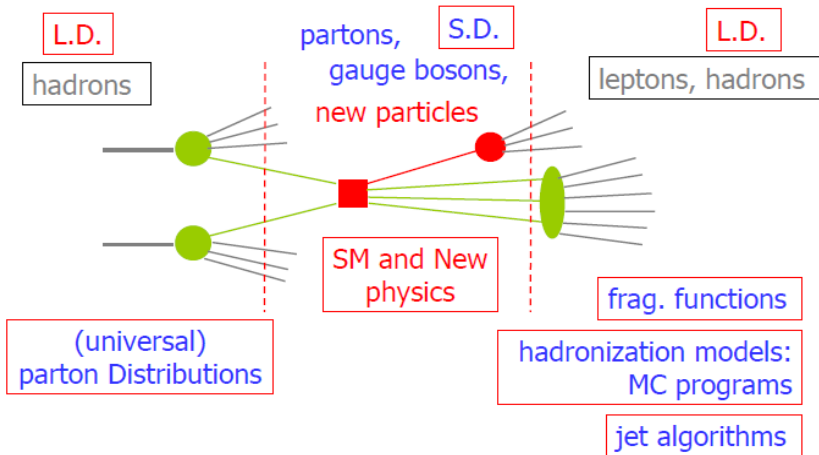 L.D.
hadrons
partons,
S.D.
gauge bosons,
new particles
L.D.
leptons, hadrons
SM and New
physics
(universal)
parton Distributions
frag. functions
hadronization models:
MC programs
jet algorithms